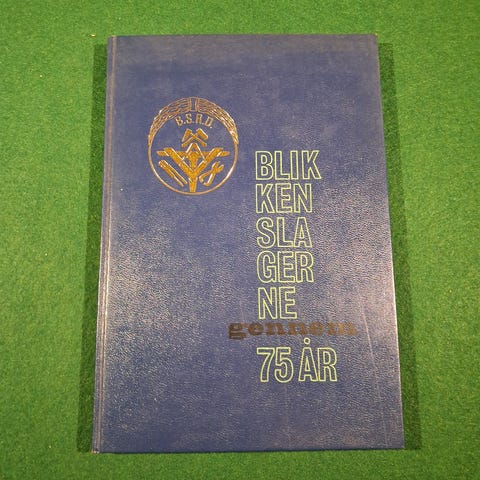 B.S.R.D.
BLIK
KEN
SLA
GER
NE
gennem
75 ÅR